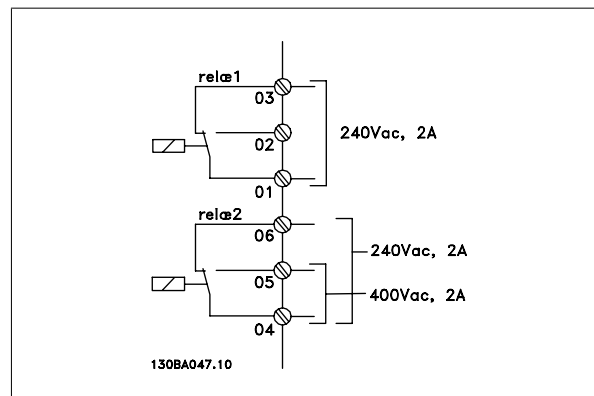 relæ1
03
02
240Vac, 2A
01
relæ2
06
240Vac, 2A
05
400Vac, 2A
04
130BA047.10